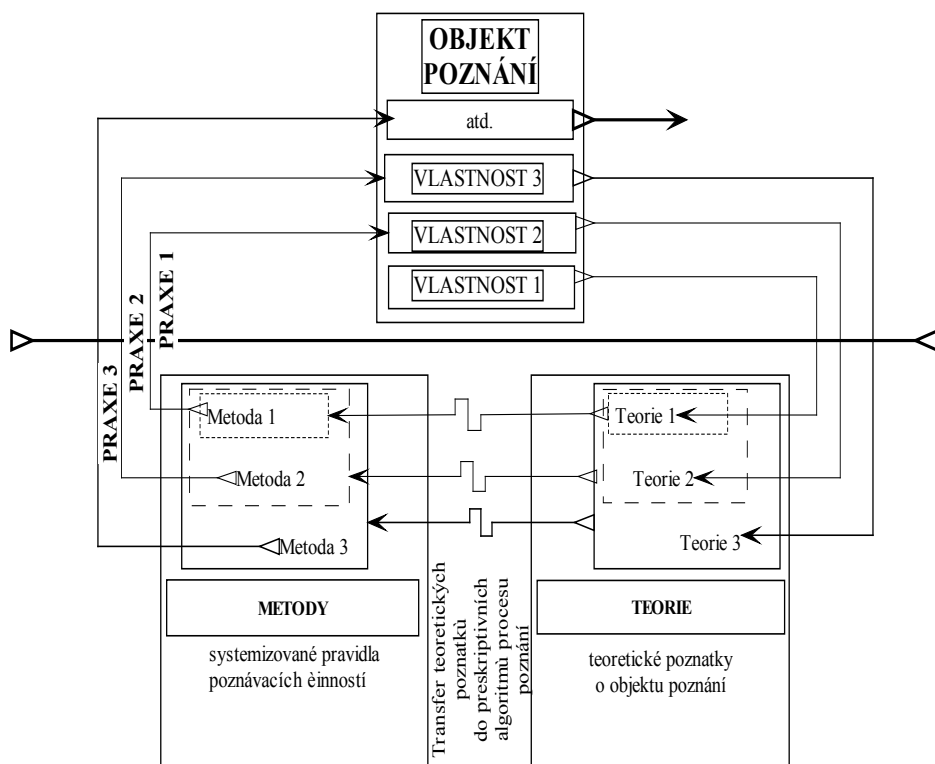 OBJEKT
POZNÁNÍ
atd.
VLASTNOST 3
VLASTNOST 2
VLASTNOST 1
PRAXE 1
PRAXE 2
PRAXE 3
Metoda 1
Metoda 2
Metoda 3
Teorie 1
Teorie 2
Teorie 3
METODY
systemizované pravidla
poznávacích èinností
Transfer teoretických
poznatkù
do preskriptivních
algoritmù procesu
poznání
TEORIE
teoretické poznatky
o objektu poznání